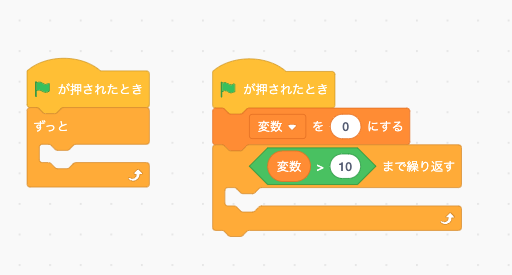 が押されたとき
ずっと
が押されたとき
変数 を 0 にする
変数 > 10 まで繰り返す